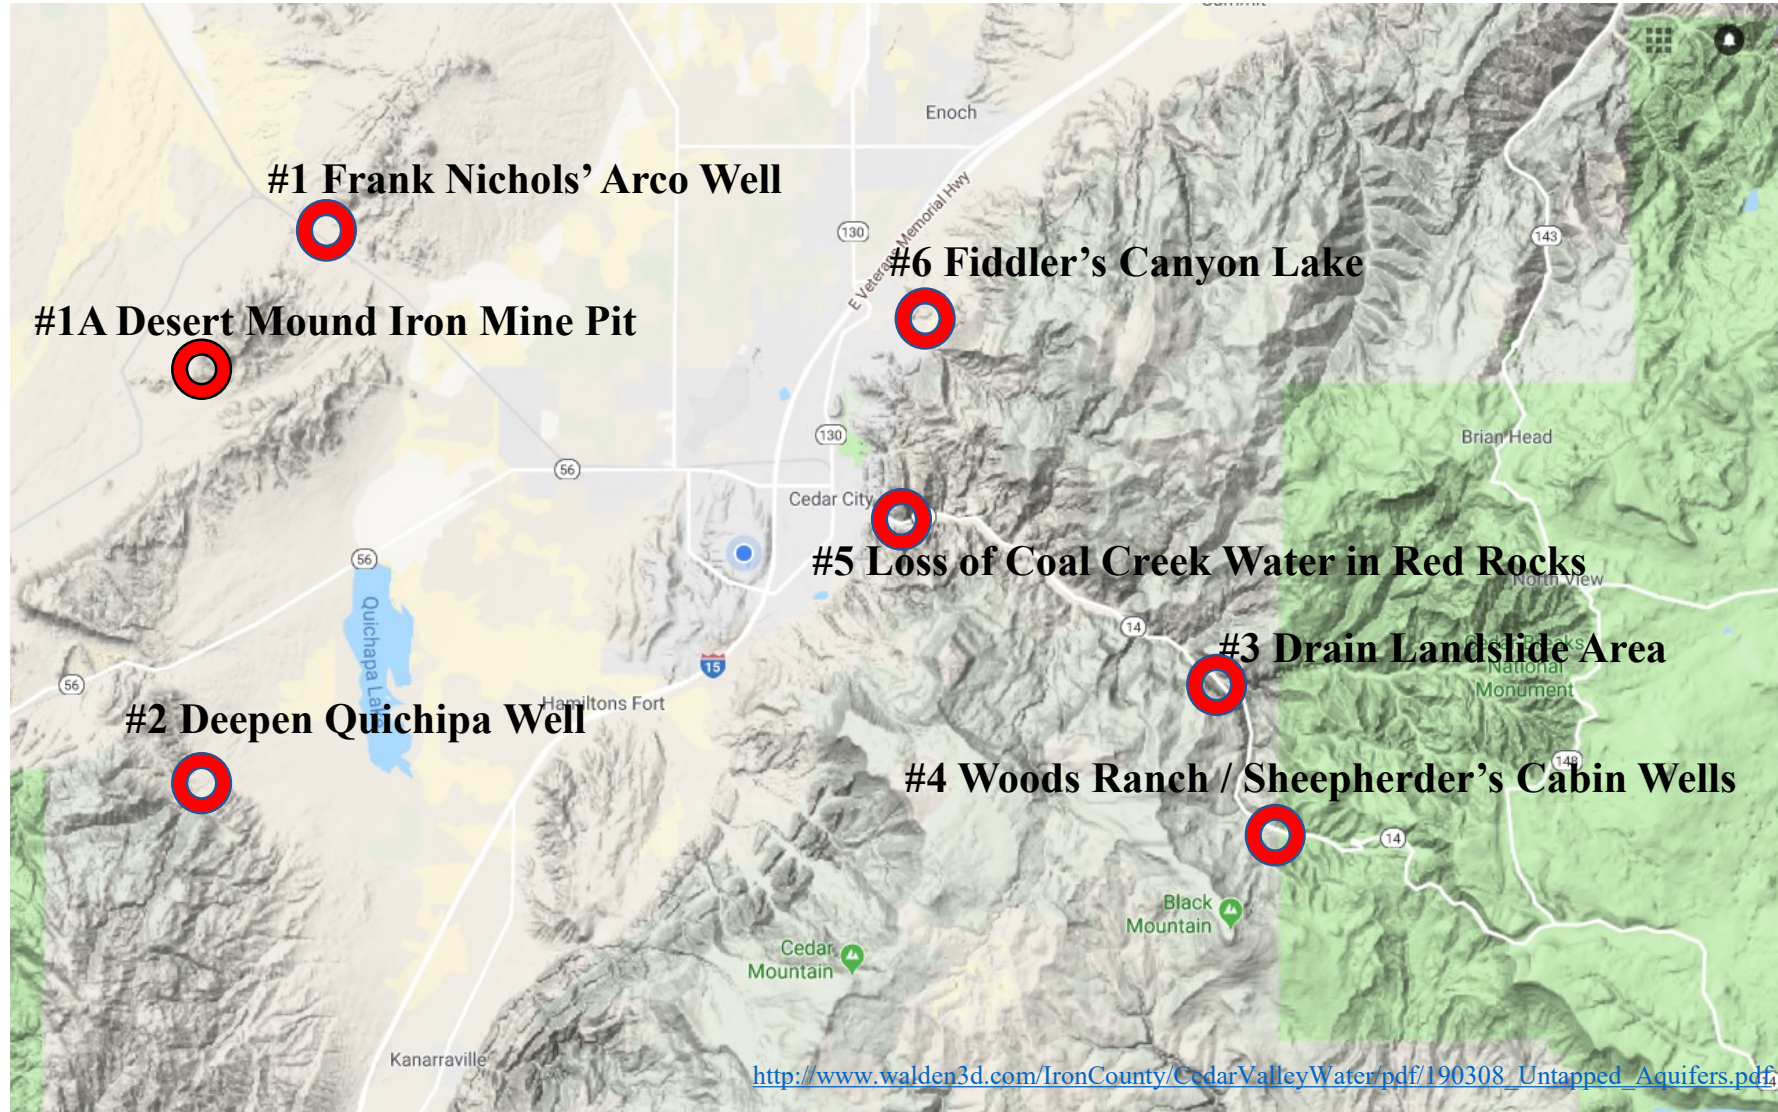 Summit
Enoch
#1 Frank Nichols’ Arco Well
130
E Veterans Memorial Hwy
143
#6 Fiddler’s Canyon Lake
#1A Desert Mound Iron Mine Pit
130
Brian Head
56
Cedar City
56
#5 Loss of Coal Creek Water in Red Rocks
North View
Quichapa Lake
14
#3 Drain Landslide Area
Cedar Breaks
National
Monument
15
56
Hamiltons Fort
#2 Deepen Quichipa Well
148
#4 Woods Ranch / Sheepherder’s Cabin Wells
14
Black
Mountain
Cedar
Mountain
Kanarraville
http://www.walden3d.com/IronCounty/CedarValleyWater/pdf/190308_Untapped_Aquifers.pdf
14